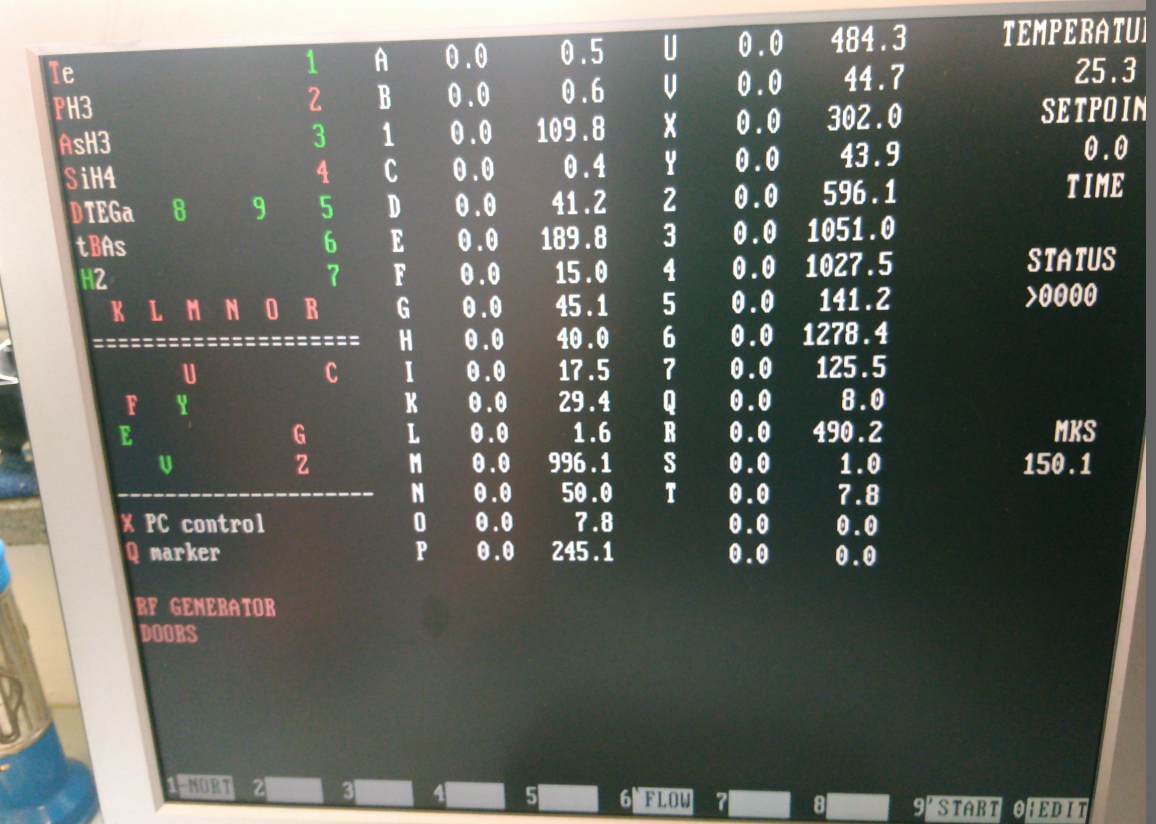 Te 1 A 0.0 0.5 U 0.0 484.3 TEMPERATU
PH3 2 B 0.0 0.6 V 0.0 44.7 25.3
AsH3 3 1 0.0 109.8 X 0.0 302.0 SETPOIN
SiH4 4 C 0.0 0.4 Y 0.0 43.9 0.0
DTEGa 8 9 5 D 0.0 41.2 2 0.0 596.1 TIME
tBAs 6 E 0.0 189.8 3 0.0 1051.0
H2 7 F 0.0 15.0 4 0.0 1027.5 STATUS
K L M N O R G 0.0 45.1 5 0.0 141.2 >0000
===================== H 0.0 40.0 6 0.0 1278.4
U C I 0.0 17.5 7 0.0 125.5
F Y K 0.0 29.4 Q 0.0 8.0
E G L 0.0 1.6 R 0.0 490.2 MKS
V 2 M 0.0 996.1 S 0.0 1.0 150.1
--------------------- N 0.0 50.0 T 0.0 7.8
X PC control O 0.0 7.8 0.0 0.0
Q marker P 0.0 245.1 0.0 0.0
RF GENERATOR
DOORS
1-NORT 2 3 4 5 6'FLOW 7 8 9'START 0¦EDIT